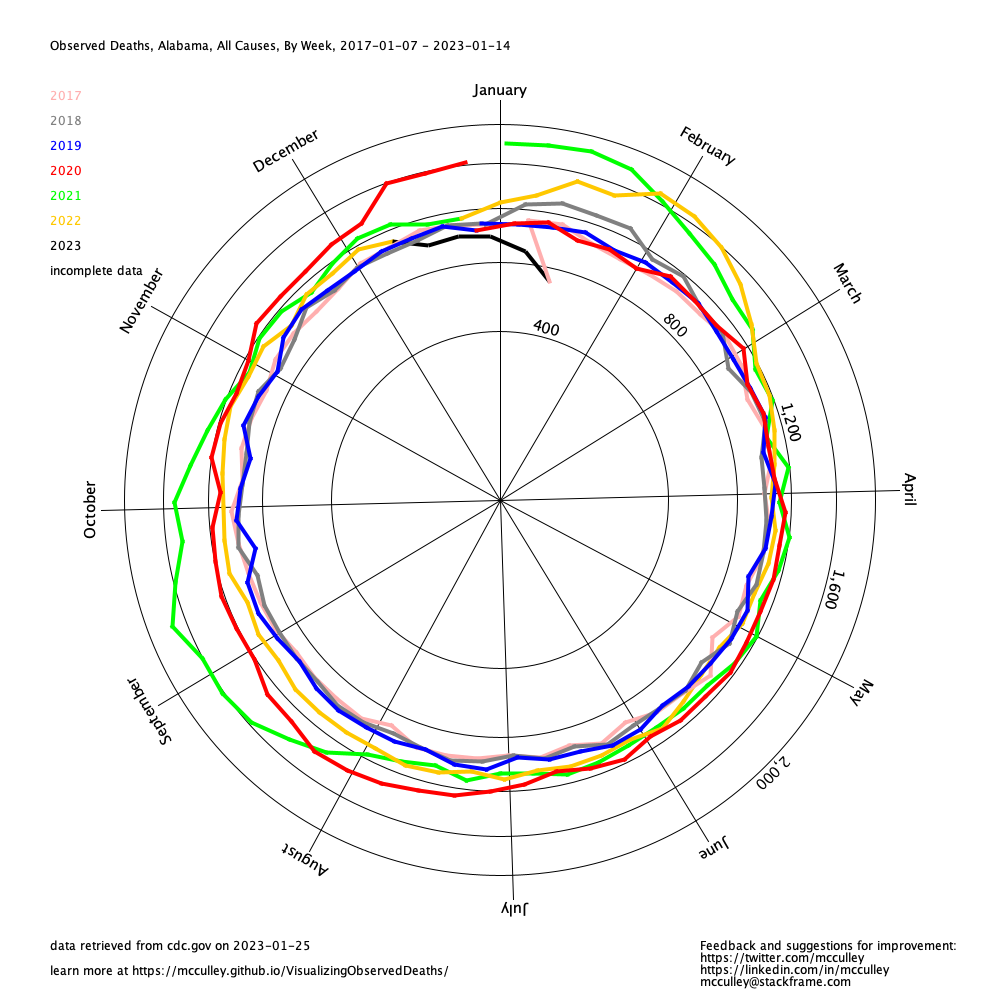 Observed Deaths, Alabama, All Causes, By Week, 2017-01-07 - 2023-01-14
January
2017
2018
2019
2020
2021
2022
2023
incomplete data
December
February
November
March
400
800
1,200
October
April
1,600
September
May
2,000
August
June
July
data retrieved from cdc.gov on 2023-01-25
learn more at https://mcculley.github.io/VisualizingObservedDeaths/
Feedback and suggestions for improvement:
https://twitter.com/mcculley
https://linkedin.com/in/mcculley
mcculley@stackframe.com